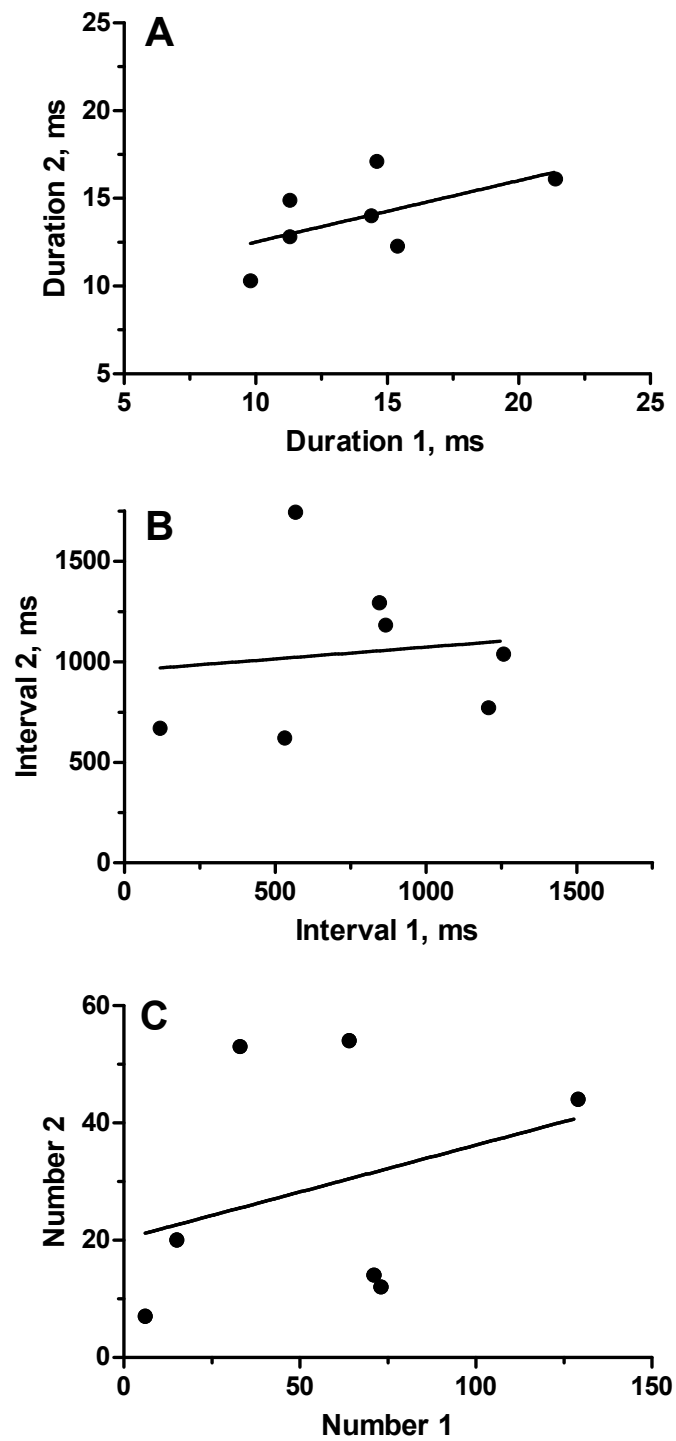 A
25
20
15
10
5
Duration 2, ms
5 10 15 20 25
Duration 1, ms
B
1500
1000
500
0
Interval 2, ms
0 500 1000 1500
Interval 1, ms
C
60
40
20
0
Number 2
0 50 100 150
Number 1